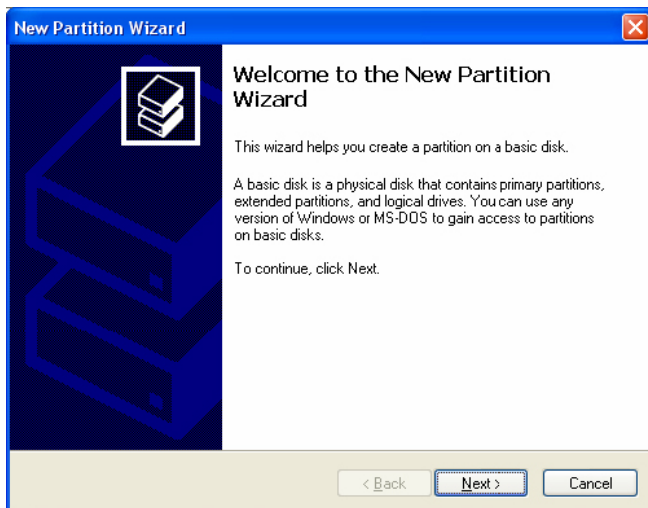 New Partition Wizard
Welcome to the New Partition
Wizard
This wizard helps you create a partition on a basic disk.
A basic disk is a physical disk that contains primary partitions,
extended partitions, and logical drives. You can use any
version of Windows or MS-DOS to gain access to partitions
on basic disks.
To continue, click Next.
< Back Next > Cancel